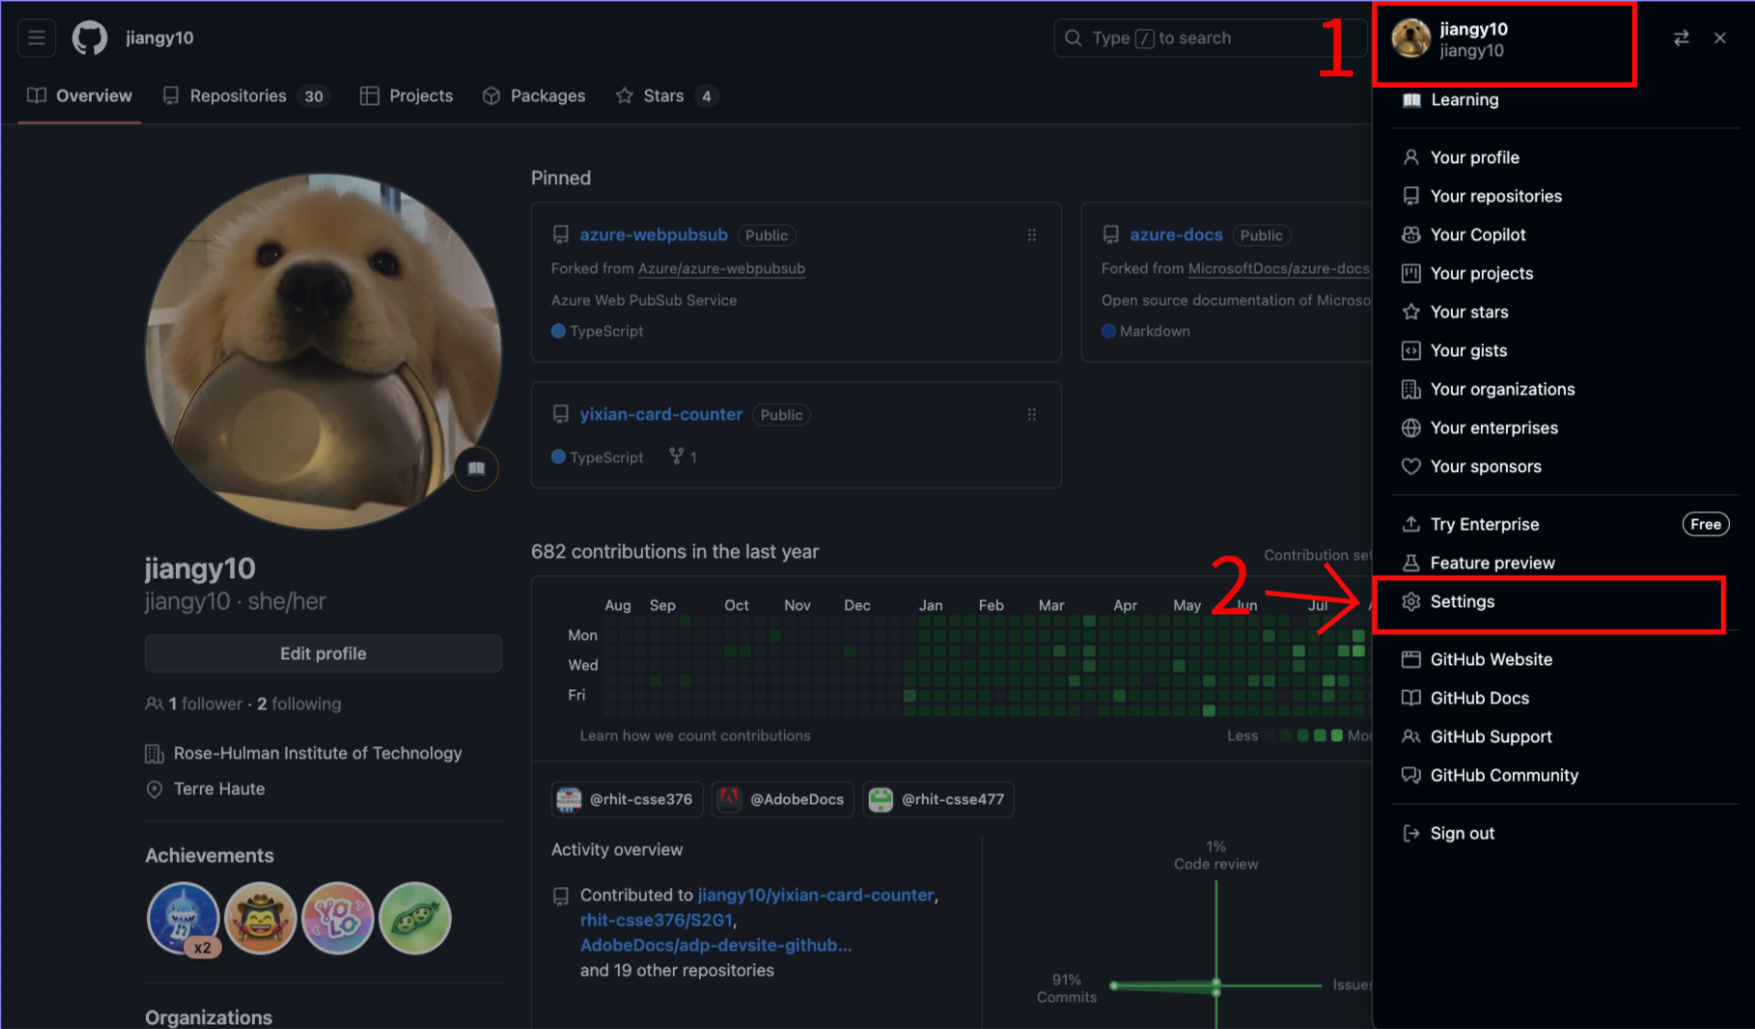 jiangy10
Type / to search
1
jiangy10
jiangy10
Overview
Repositories 30
Projects
Packages
Stars 4
Learning
Your profile
Your repositories
Your Copilot
Your projects
Your stars
Your gists
Your organizations
Your enterprises
Your sponsors
Try Enterprise Free
Feature preview
Settings
GitHub Website
GitHub Docs
GitHub Support
GitHub Community
Sign out
Pinned
azure-webpubsub Public
Forked from Azure/azure-webpubsub
Azure Web PubSub Service
TypeScript
azure-docs Public
Forked from MicrosoftDocs/azure-docs
Open source documentation of Microso
Markdown
yixian-card-counter Public
TypeScript 1
jiangy10
jiangy10 · she/her
Edit profile
1 follower · 2 following
Rose-Hulman Institute of Technology
Terre Haute
Achievements
x2
YOLO
Organizations
682 contributions in the last year
Contribution set
2
Aug Sep Oct Nov Dec Jan Feb Mar Apr May Jun Jul A
Mon
Wed
Fri
Learn how we count contributions
Less Mor
@rhit-csse376 @AdobeDocs @rhit-csse477
Activity overview
Contributed to jiangy10/yixian-card-counter,
rhit-csse376/S2G1,
AdobeDocs/adp-devsite-github...
and 19 other repositories
1%
Code review
91%
Commits
Issues